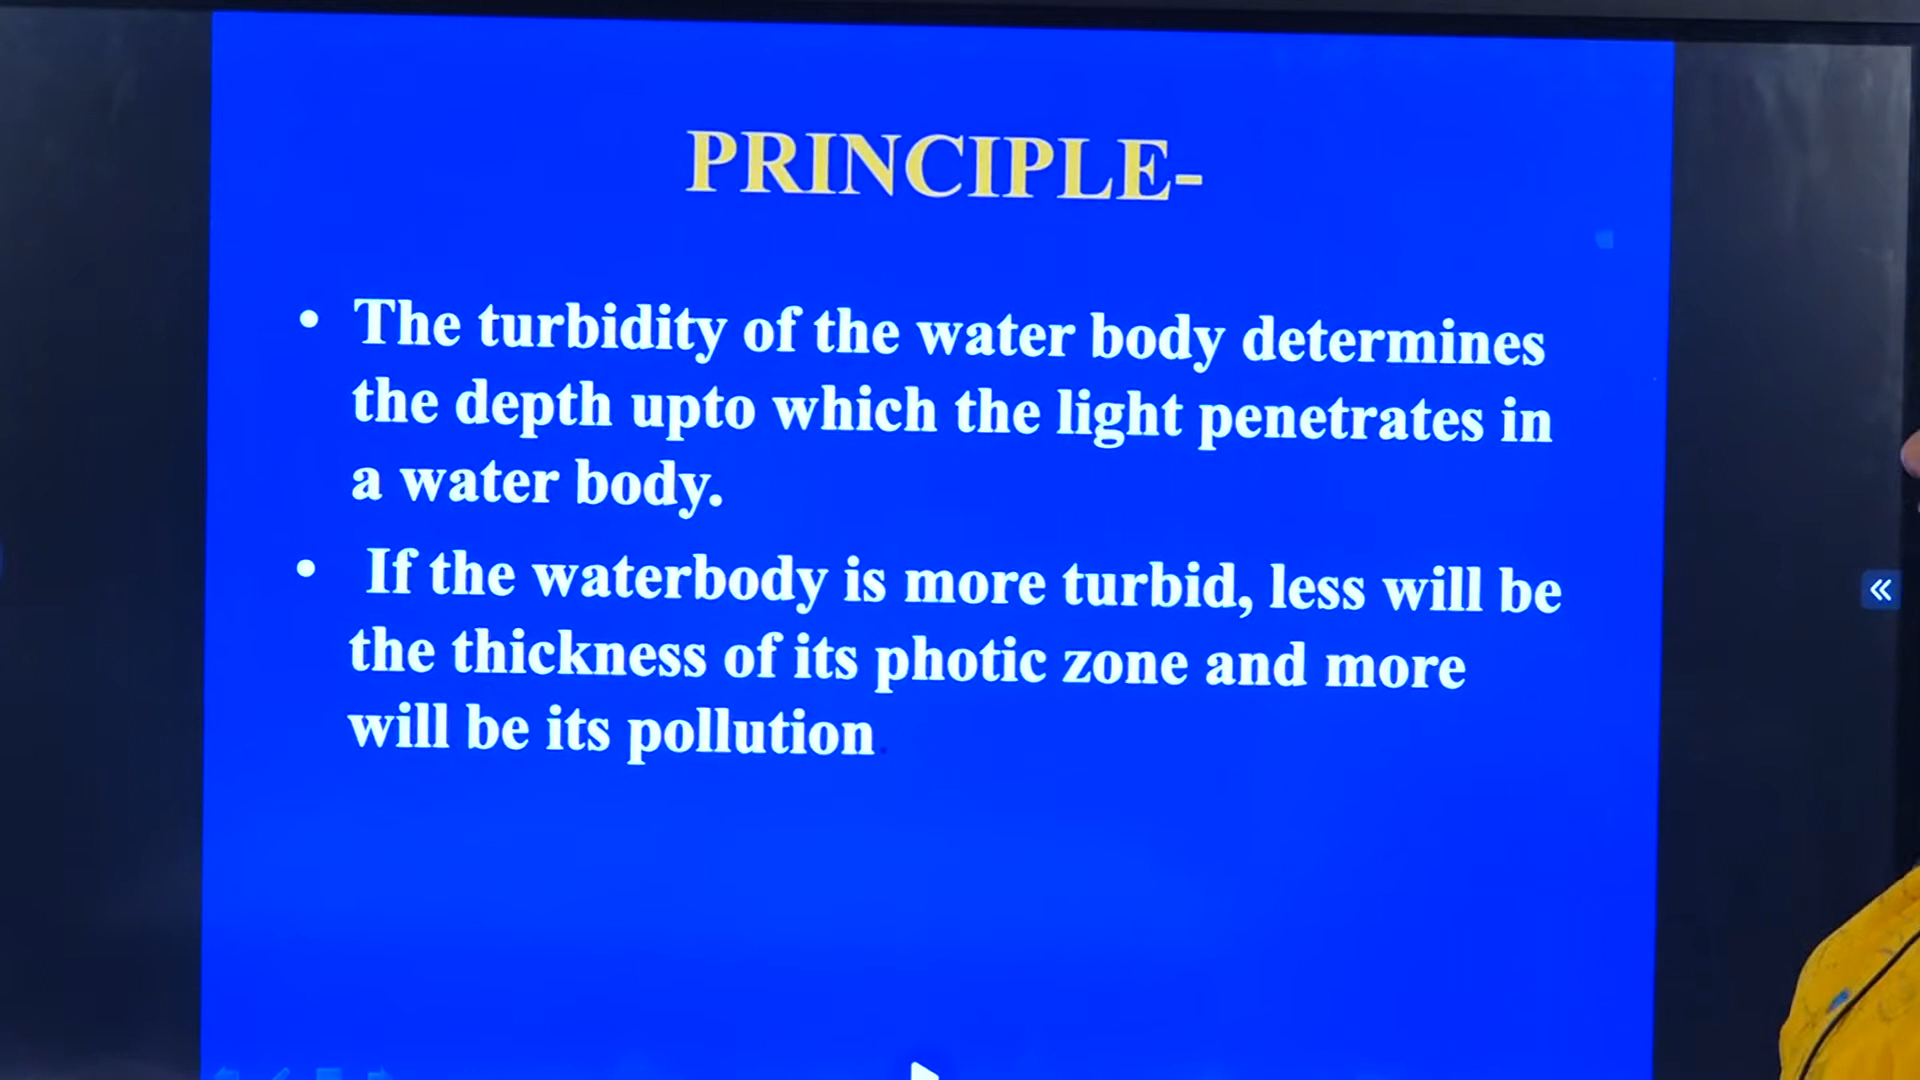 PRINCIPLE-
• The turbidity of the water body determines
the depth upto which the light penetrates in
a water body.
• If the waterbody is more turbid, less will be
the thickness of its photic zone and more
will be its pollution.